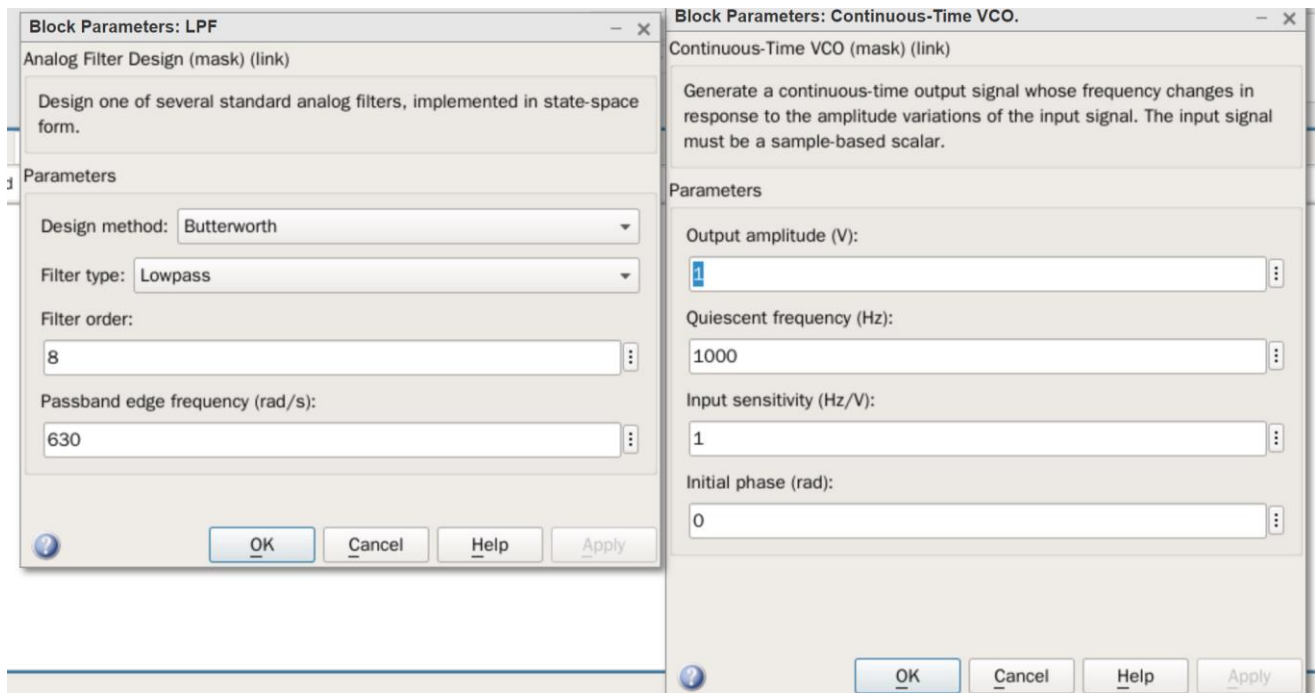 Block Parameters: LPF
Analog Filter Design (mask) (link)
Design one of several standard analog filters, implemented in state-space
form.
Parameters
Design method: Butterworth
Filter type: Lowpass
Filter order:
8
Passband edge frequency (rad/s):
630
OK Cancel Help Apply
Block Parameters: Continuous-Time VCO.
Continuous-Time VCO (mask) (link)
Generate a continuous-time output signal whose frequency changes in
response to the amplitude variations of the input signal. The input signal
must be a sample-based scalar.
Parameters
Output amplitude (V):
1
Quiescent frequency (Hz):
1000
Input sensitivity (Hz/V):
1
Initial phase (rad):
0
OK Cancel Help Apply